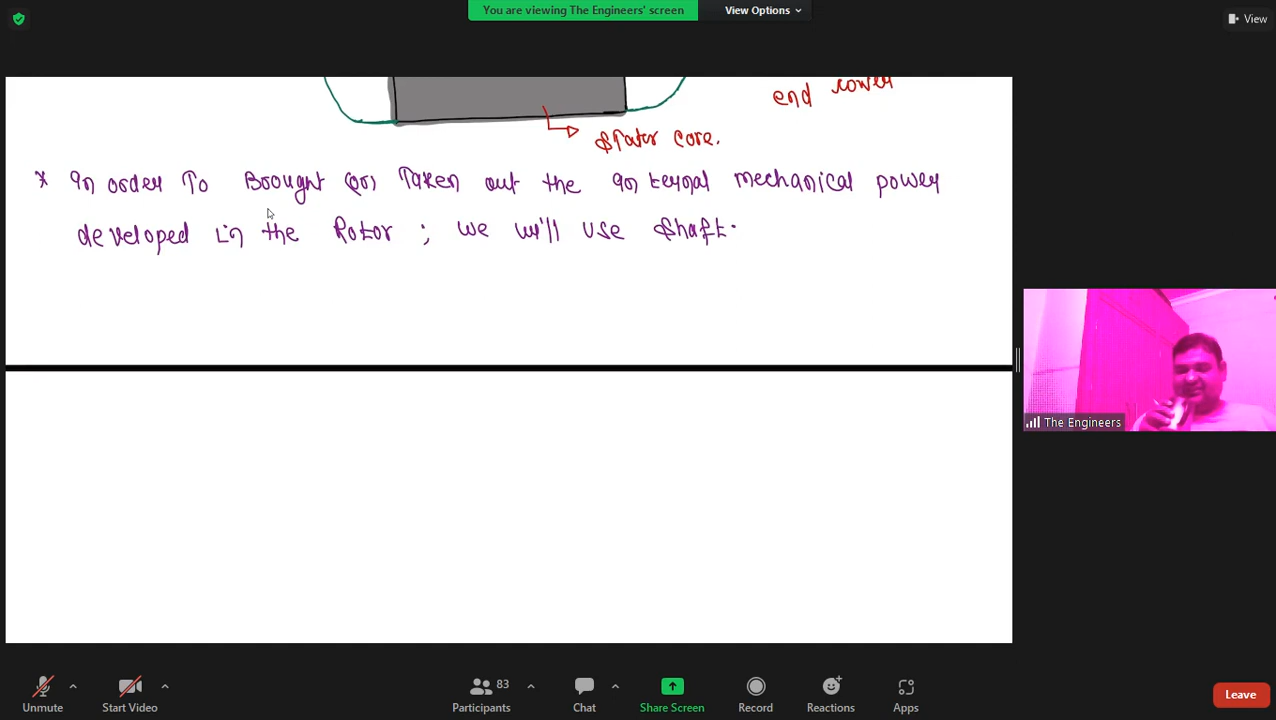 You are viewing The Engineers' screen
View Options
View
end cover
Stator core.
* In order To Brought (or) Taken out the internal mechanical power
developed in the Rotor ; we will use shaft.
The Engineers
Unmute
Start Video
83
Participants
Chat
Share Screen
Record
Reactions
Apps
Leave